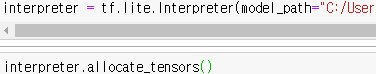 interpreter = tf.lite.Interpreter(model_path="C:/User
interpreter.allocate_tensors()